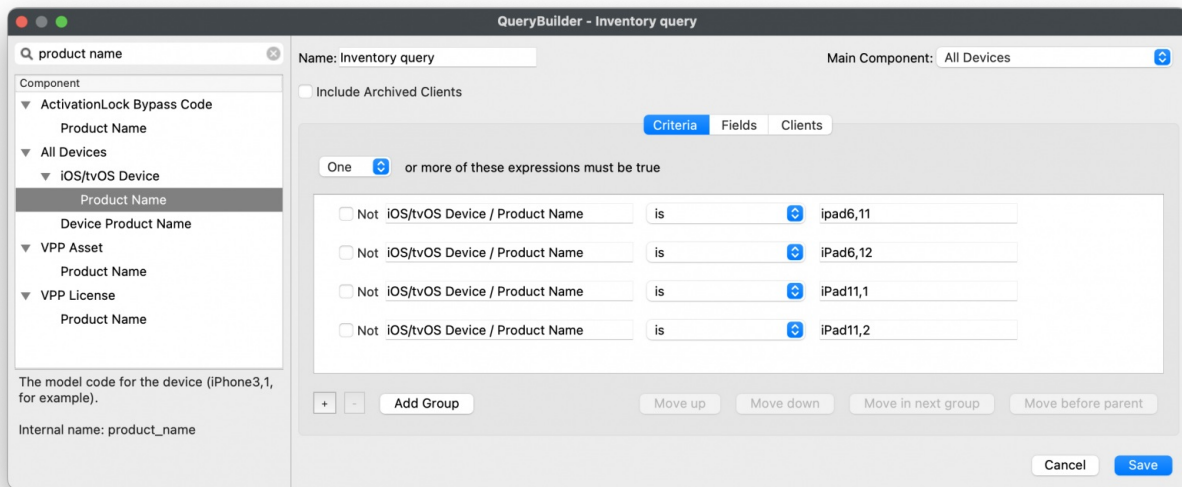 QueryBuilder - Inventory query
product name
Component
ActivationLock Bypass Code
Product Name
All Devices
iOS/tvOS Device
Product Name
Device Product Name
VPP Asset
Product Name
VPP License
Product Name
The model code for the device (iPhone3,1,
for example).
Internal name: product_name
Name: Inventory query
Main Component: All Devices
Include Archived Clients
Criteria Fields Clients
One or more of these expressions must be true
Not iOS/tvOS Device / Product Name is ipad6,11
Not iOS/tvOS Device / Product Name is iPad6,12
Not iOS/tvOS Device / Product Name is iPad11,1
Not iOS/tvOS Device / Product Name is iPad11,2
+ - Add Group Move up Move down Move in next group Move before parent
Cancel Save